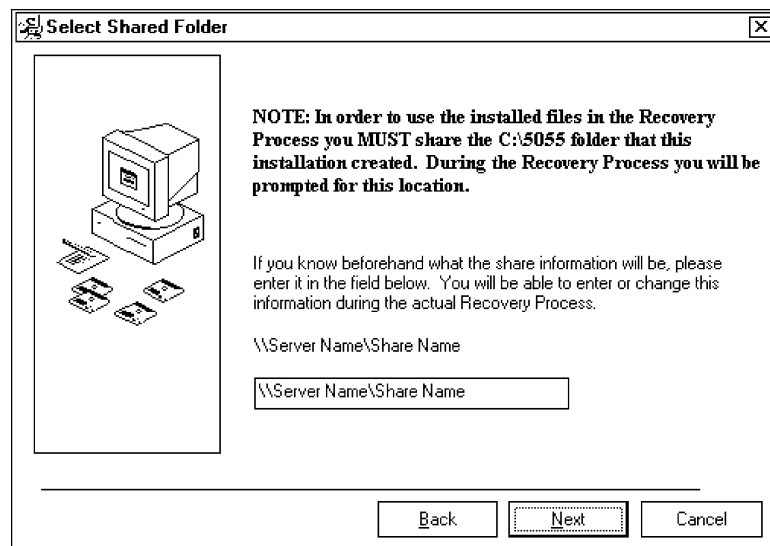 Select Shared Folder
NOTE: In order to use the installed files in the Recovery
Process you MUST share the C:\5055 folder that this
installation created.  During the Recovery Process you will be
prompted for this location.
If you know beforehand what the share information will be, please
enter it in the field below.  You will be able to enter or change this
information during the actual Recovery Process.
\\Server Name\Share Name
\\Server Name\Share Name
Back
Next
Cancel